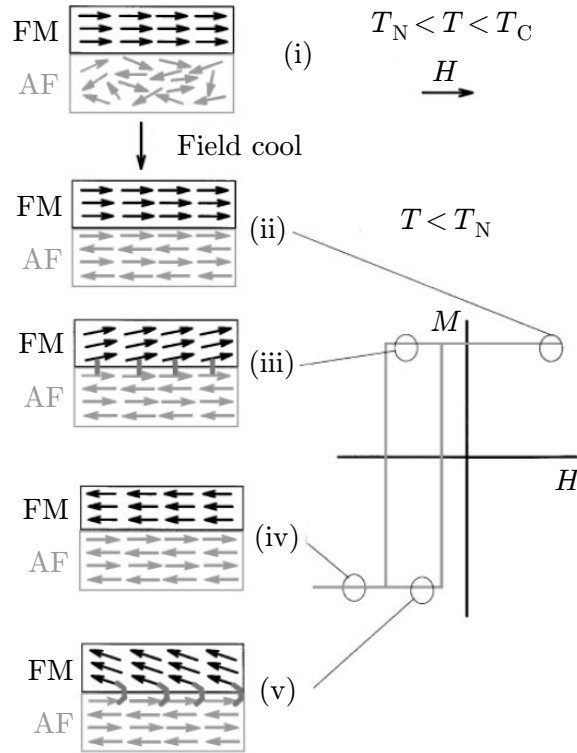 FM
AF
(i)
T_N < T < T_C
H
Field cool
FM
AF
(ii)
T < T_N
FM
AF
(iii)
M
H
FM
AF
(iv)
FM
AF
(v)